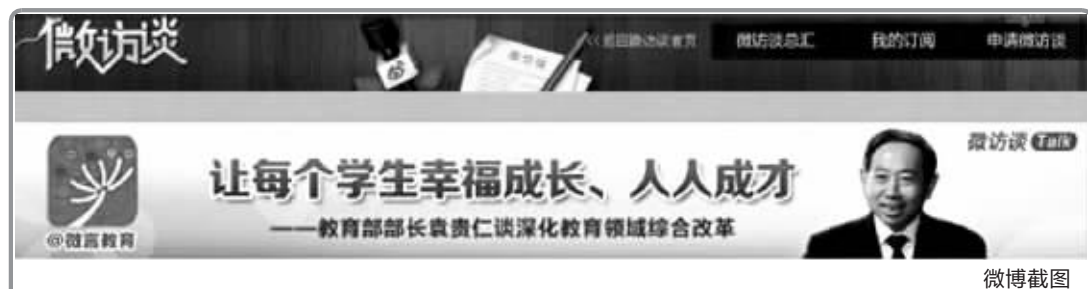 微访谈
<<返回微访谈首页 微访谈总汇 我的订阅 申请微访谈
微访谈 Talk
让每个学生幸福成长、人人成才
——教育部部长袁贵仁谈深化教育领域综合改革
@微言教育
微博截图